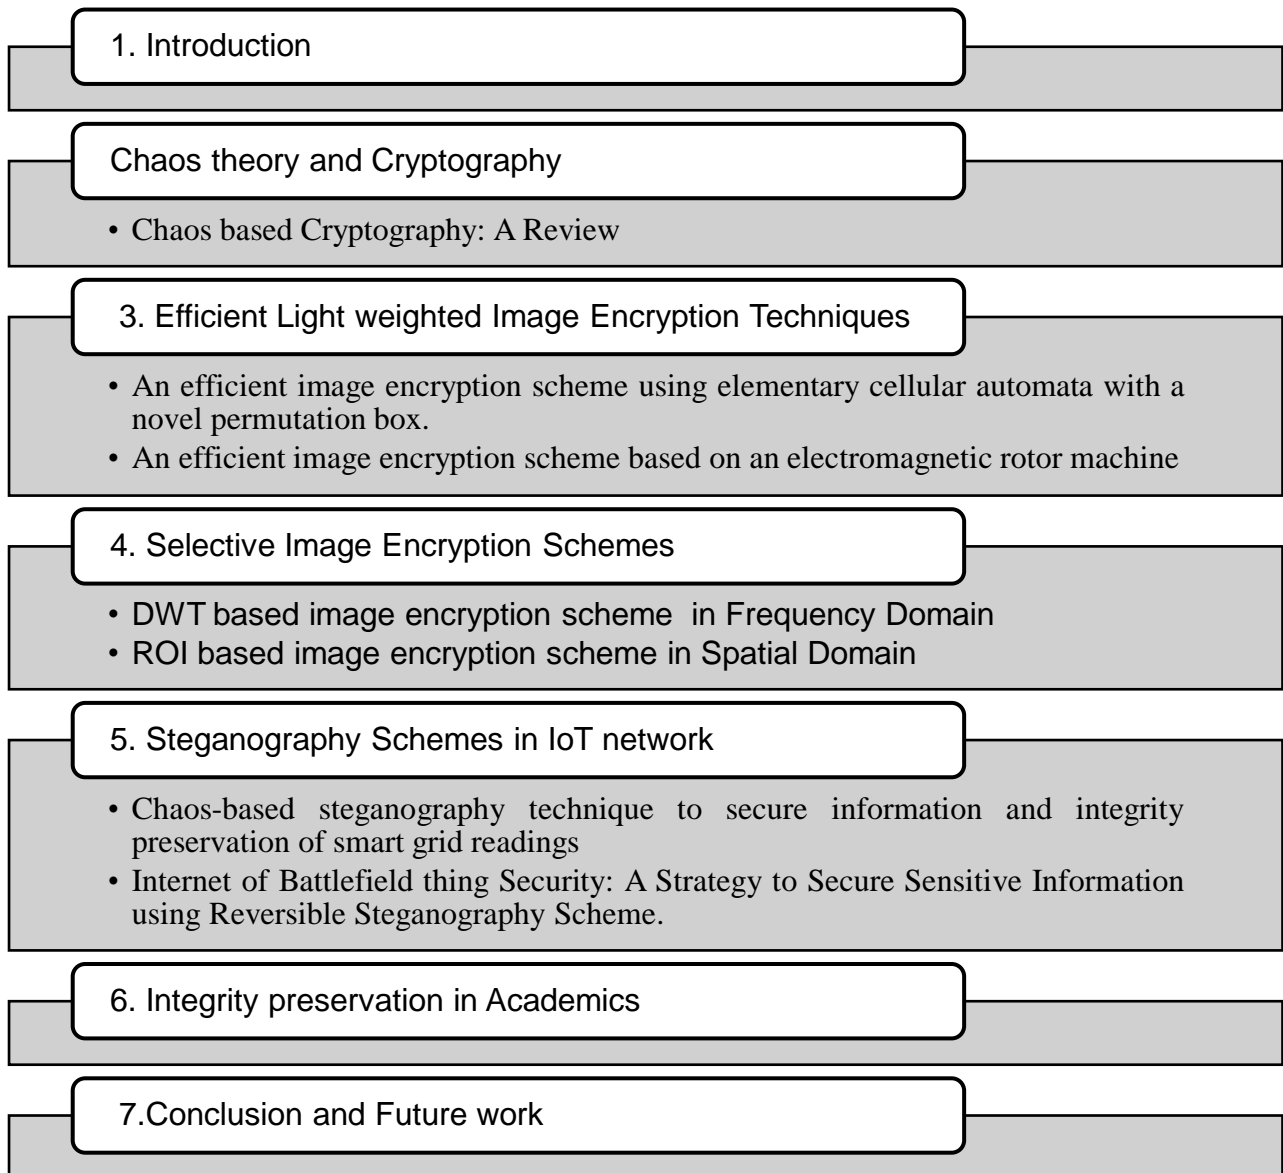 1. Introduction
Chaos theory and Cryptography
• Chaos based Cryptography: A Review
3. Efficient Light weighted Image Encryption Techniques
• An efficient image encryption scheme using elementary cellular automata with a
novel permutation box.
• An efficient image encryption scheme based on an electromagnetic rotor machine
4. Selective Image Encryption Schemes
• DWT based image encryption scheme in Frequency Domain
• ROI based image encryption scheme in Spatial Domain
5. Steganography Schemes in IoT network
• Chaos-based steganography technique to secure information and integrity
preservation of smart grid readings
• Internet of Battlefield thing Security: A Strategy to Secure Sensitive Information
using Reversible Steganography Scheme.
6. Integrity preservation in Academics
7.Conclusion and Future work